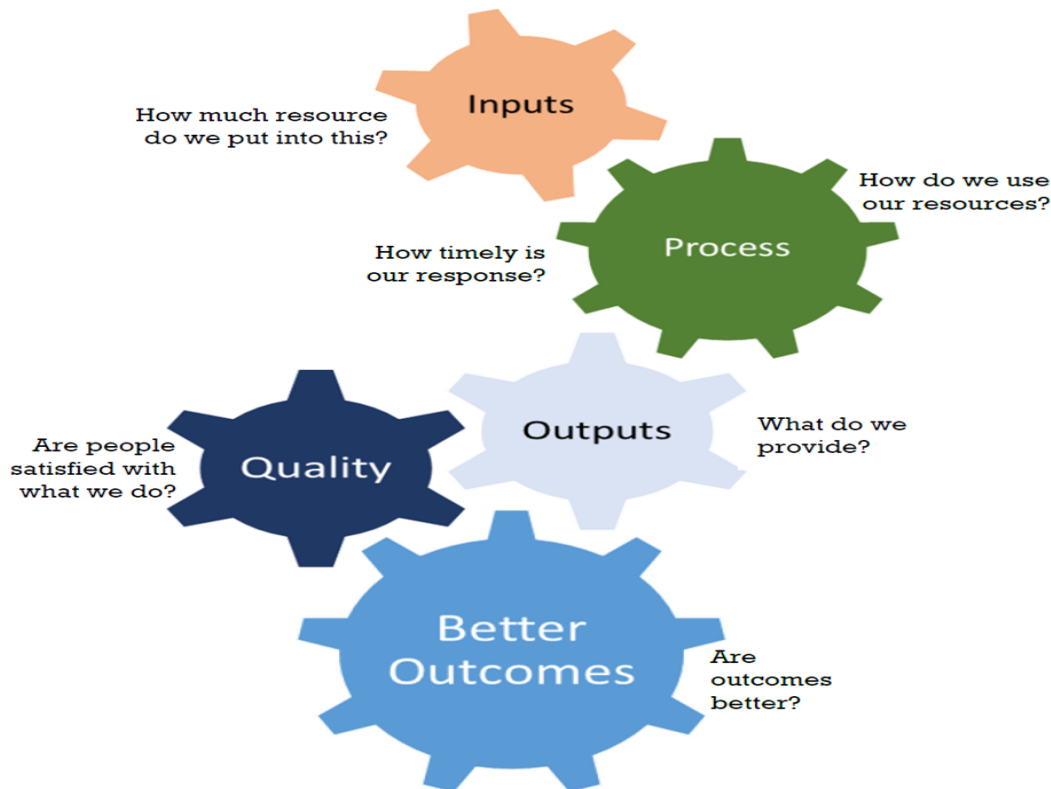 Inputs
How much resource
do we put into this?
How do we use
our resources?
Process
How timely is
our response?
Outputs
What do we
provide?
Quality
Are people
satisfied with
what we do?
Better
Outcomes
Are
outcomes
better?